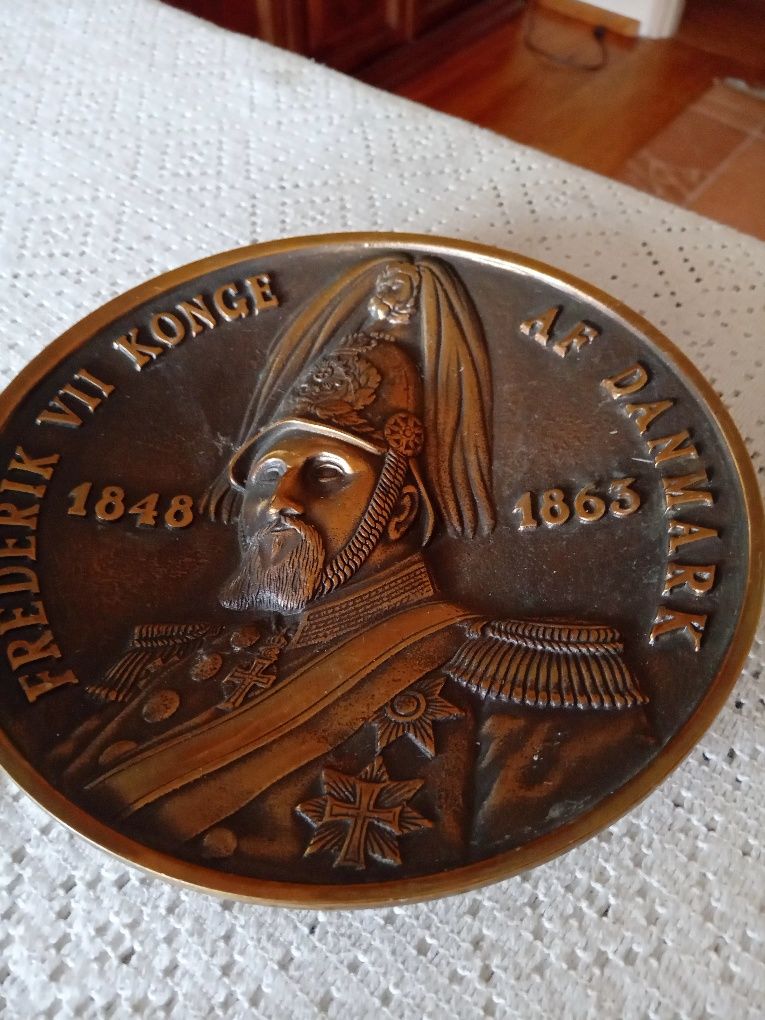 FREDERIK VII KONGE AF DANMARK
1848 1863